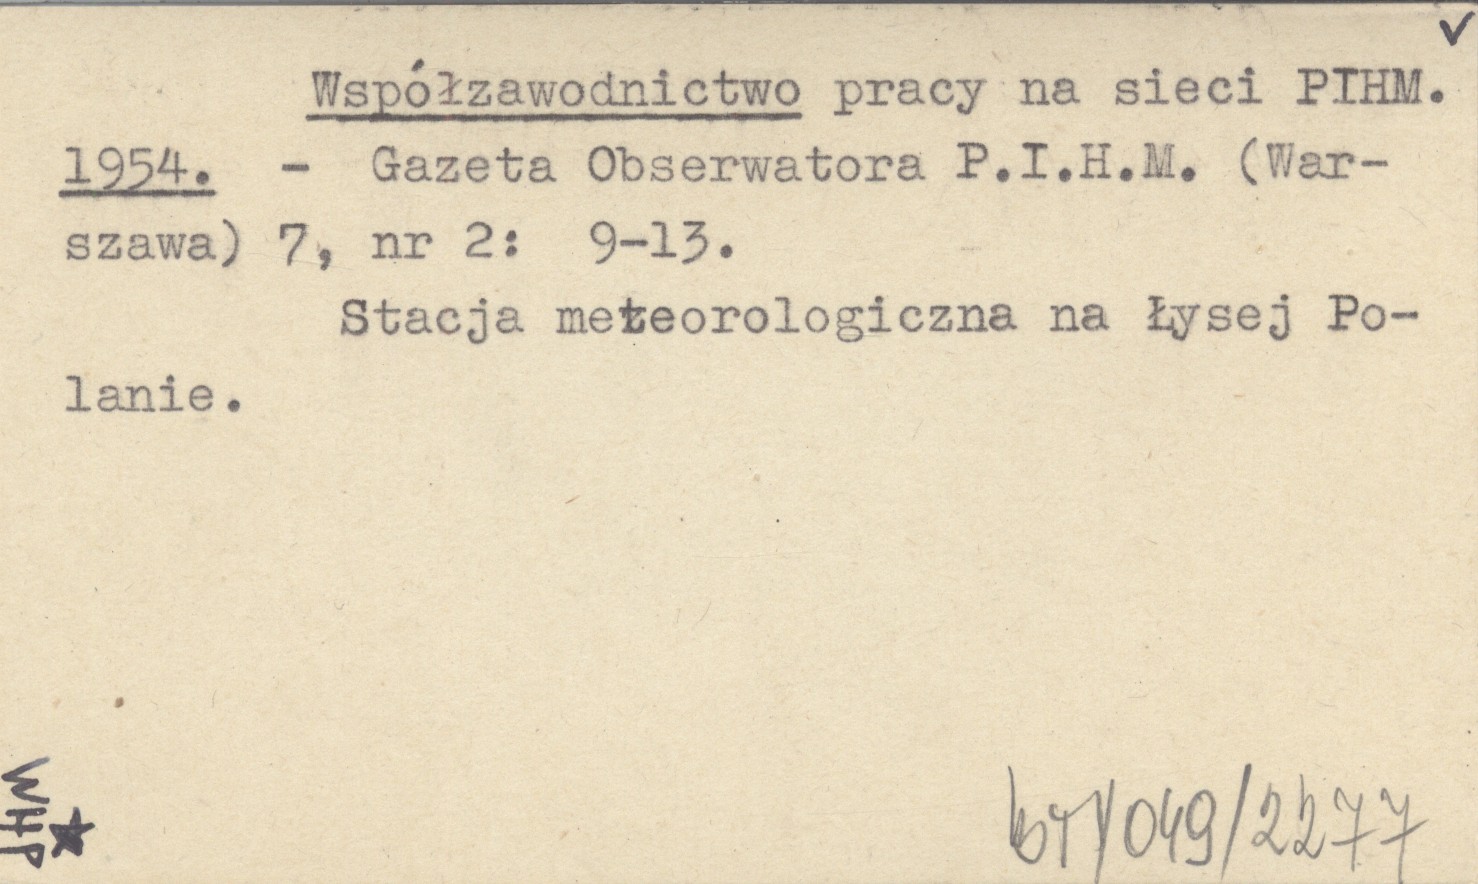 Współzawodnictwo pracy na sieci PIHM.
1954. - Gazeta Obserwatora P.I.H.M. (War-
szawa) 7, nr 2: 9-13.
Stacja meteorologiczna na Łysej Po-
lanie.
WHP
BT/049/2277